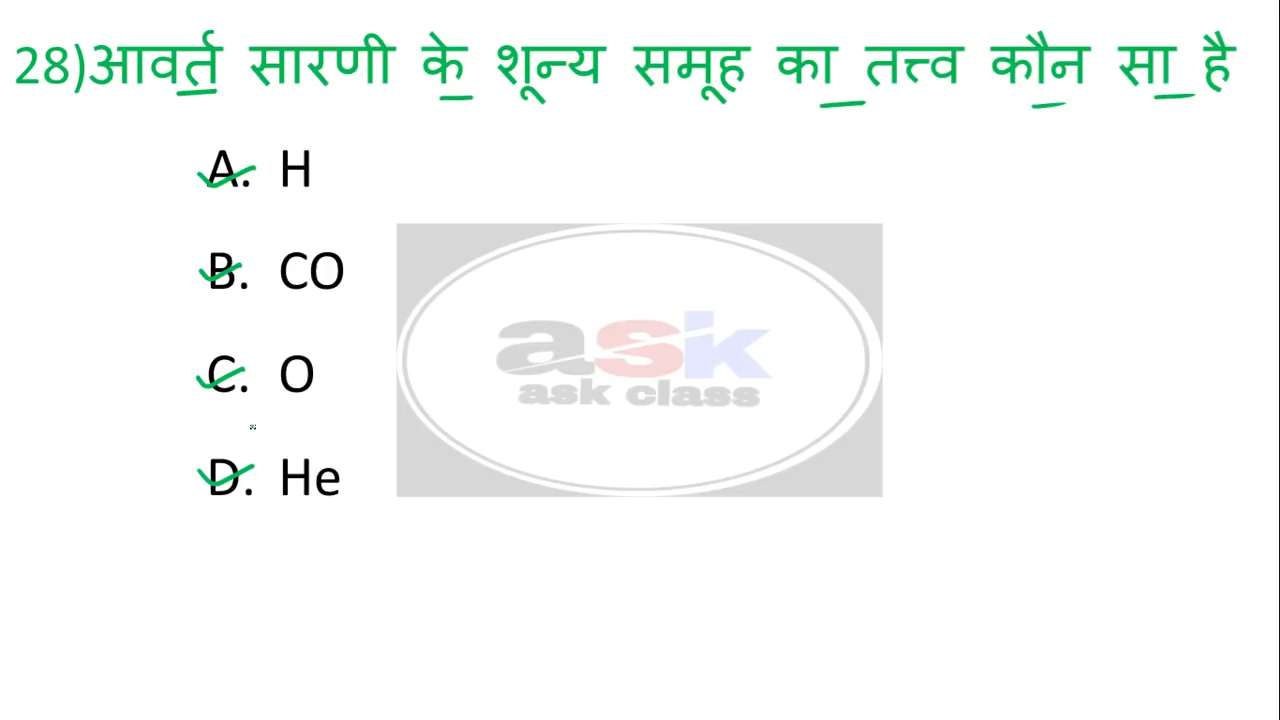 28)आवर्त सारणी के शून्य समूह का तत्त्व कौन सा है
A. H
B. CO
C. O
D. He
ask
ask class